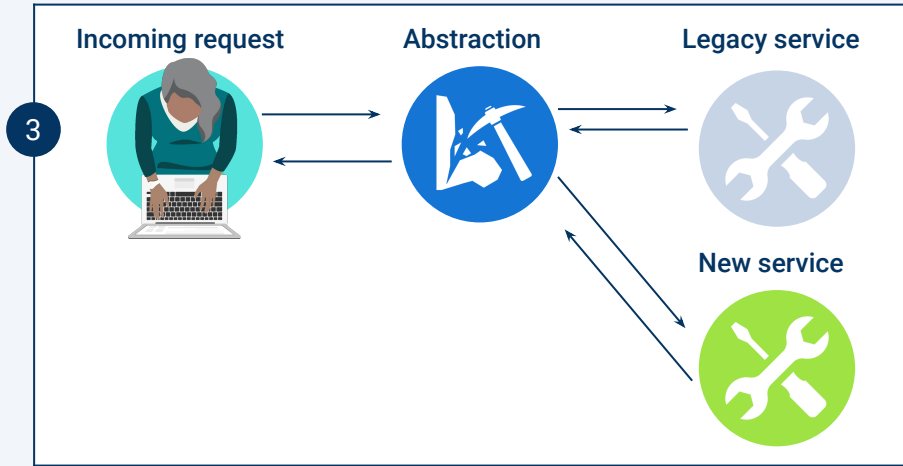 Incoming request
Abstraction
Legacy service
3
New service